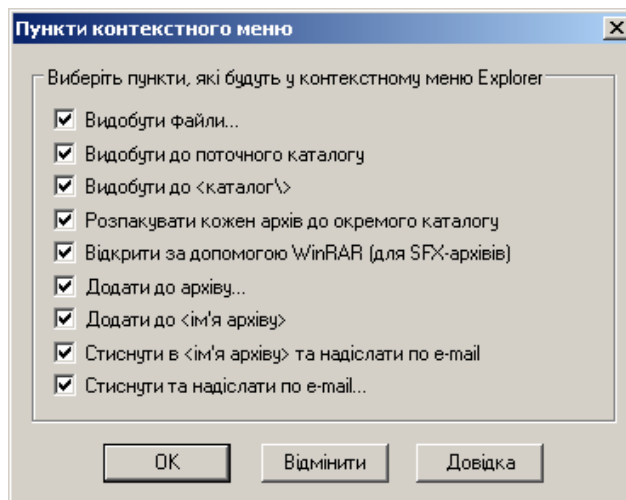 Пункти контекстного меню
Виберіть пункти, які будуть у контекстному меню Explorer
Видобути файли...
Видобути до поточного каталогу
Видобути до <каталог\>
Розпакувати кожен архів до окремого каталогу
Відкрити за допомогою WinRAR (для SFX-архівів)
Додати до архіву...
Додати до <ім'я архіву>
Стиснути в <ім'я архіву> та надіслати по e-mail
Стиснути та надіслати по e-mail...
OK Відмінити Довідка